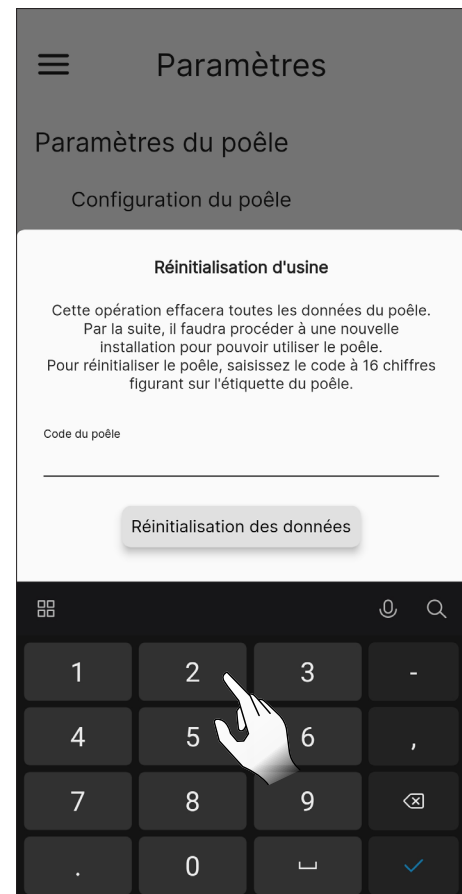 Paramètres
Paramètres du poêle
Configuration du poêle
Réinitialisation d'usine
Cette opération effacera toutes les données du poêle.
Par la suite, il faudra procéder à une nouvelle
installation pour pouvoir utiliser le poêle.
Pour réinitialiser le poêle, saisissez le code à 16 chiffres
figurant sur l'étiquette du poêle.
Code du poêle
Réinitialisation des données
1 2 3 -
4 5 6 ,
7 8 9
. 0